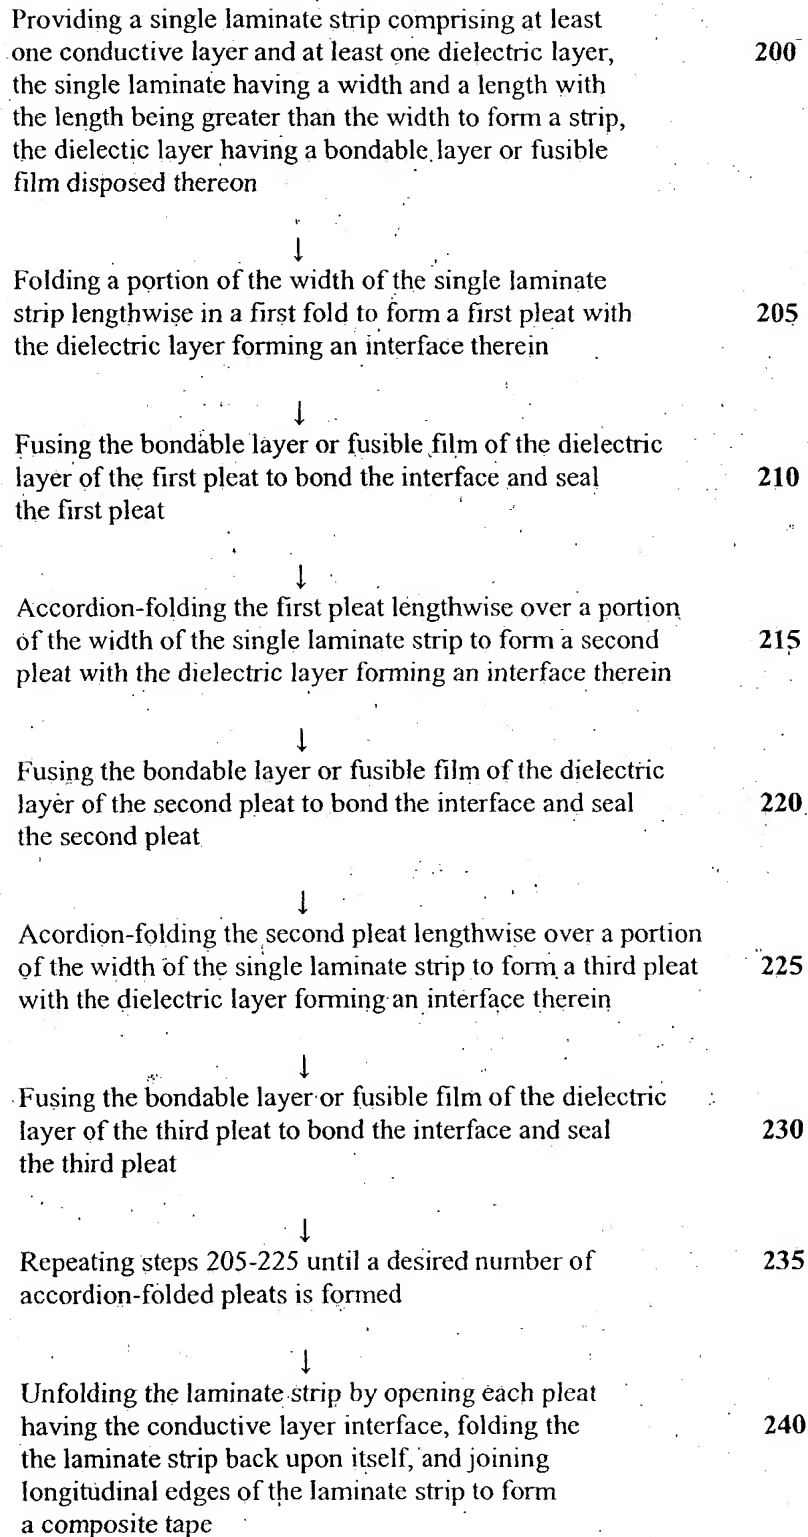 Providing a single laminate strip comprising at least
one conductive layer and at least one dielectric layer, 200
the single laminate having a width and a length with
the length being greater than the width to form a strip,
the dielectic layer having a bondable layer or fusible
film disposed thereon
↓
Folding a portion of the width of the single laminate
strip lengthwise in a first fold to form a first pleat with 205
the dielectric layer forming an interface therein
↓
Fusing the bondable layer or fusible film of the dielectric
layer of the first pleat to bond the interface and seal 210
the first pleat
↓
Accordion-folding the first pleat lengthwise over a portion
of the width of the single laminate strip to form a second 215
pleat with the dielectric layer forming an interface therein
↓
Fusing the bondable layer or fusible film of the dielectric
layer of the second pleat to bond the interface and seal 220
the second pleat
↓
Acordion-folding the second pleat lengthwise over a portion
of the width of the single laminate strip to form a third pleat 225
with the dielectric layer forming an interface therein
↓
Fusing the bondable layer or fusible film of the dielectric
layer of the third pleat to bond the interface and seal 230
the third pleat
↓
Repeating steps 205-225 until a desired number of 235
accordion-folded pleats is formed
↓
Unfolding the laminate strip by opening each pleat
having the conductive layer interface, folding the 240
the laminate strip back upon itself, and joining
longitudinal edges of the laminate strip to form
a composite tape